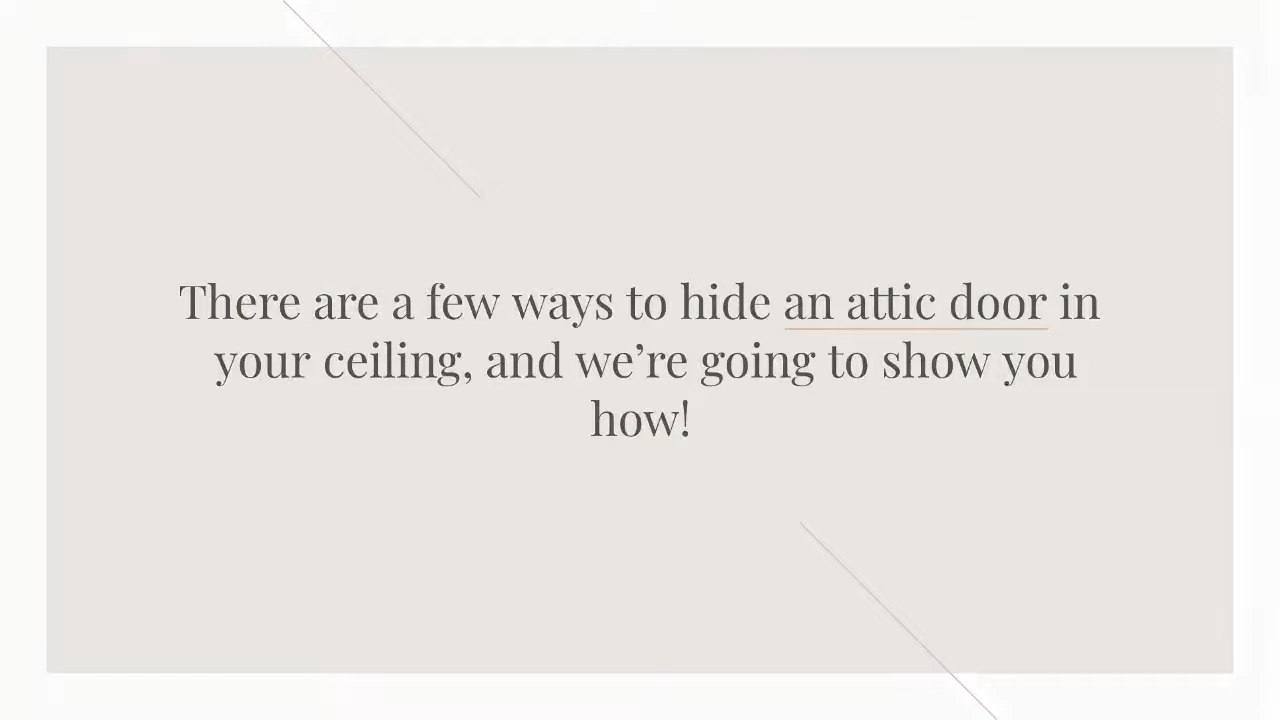 There are a few ways to hide an attic door in
your ceiling, and we’re going to show you
how!